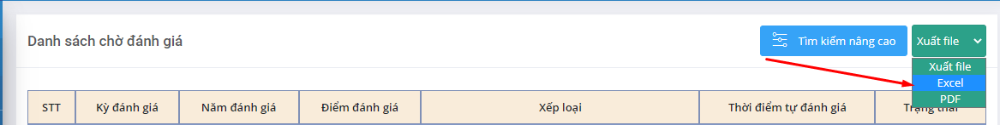 Danh sách chờ đánh giá
Tìm kiếm nâng cao
Xuất file
Xuất file
Excel
PDF
STT
Kỳ đánh giá
Năm đánh giá
Điểm đánh giá
Xếp loại
Thời điểm tự đánh giá
Trạng thái